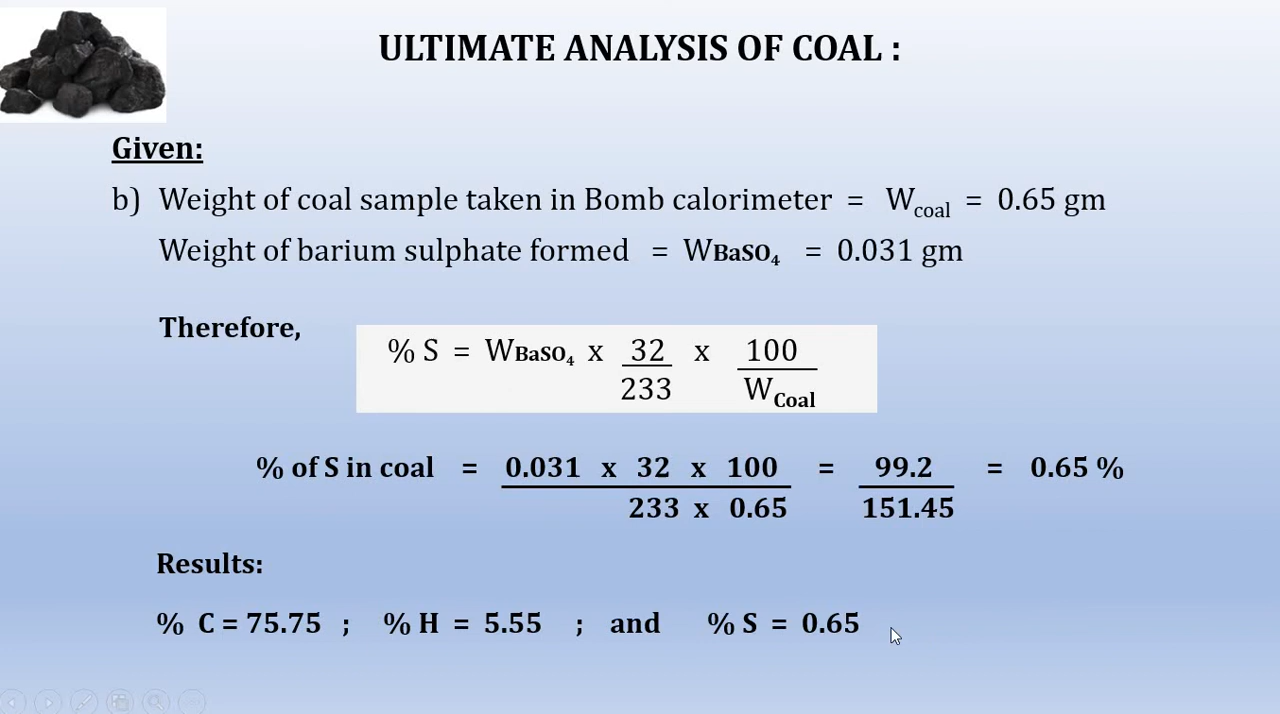 ULTIMATE ANALYSIS OF COAL :
Given:
b) Weight of coal sample taken in Bomb calorimeter = Wcoal = 0.65 gm
Weight of barium sulphate formed = WBaSO4 = 0.031 gm
Therefore,
% S = WBaSO4 x 32 x 100
233 WCoal
% of S in coal = 0.031 x 32 x 100 = 99.2 = 0.65 %
233 x 0.65 151.45
Results:
% C = 75.75 ; % H = 5.55 ; and % S = 0.65